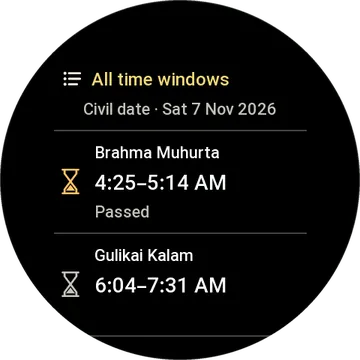 All time windows
Civil date · Sat 7 Nov 2026
Brahma Muhurta
4:25–5:14 AM
Passed
Gulikai Kalam
6:04–7:31 AM